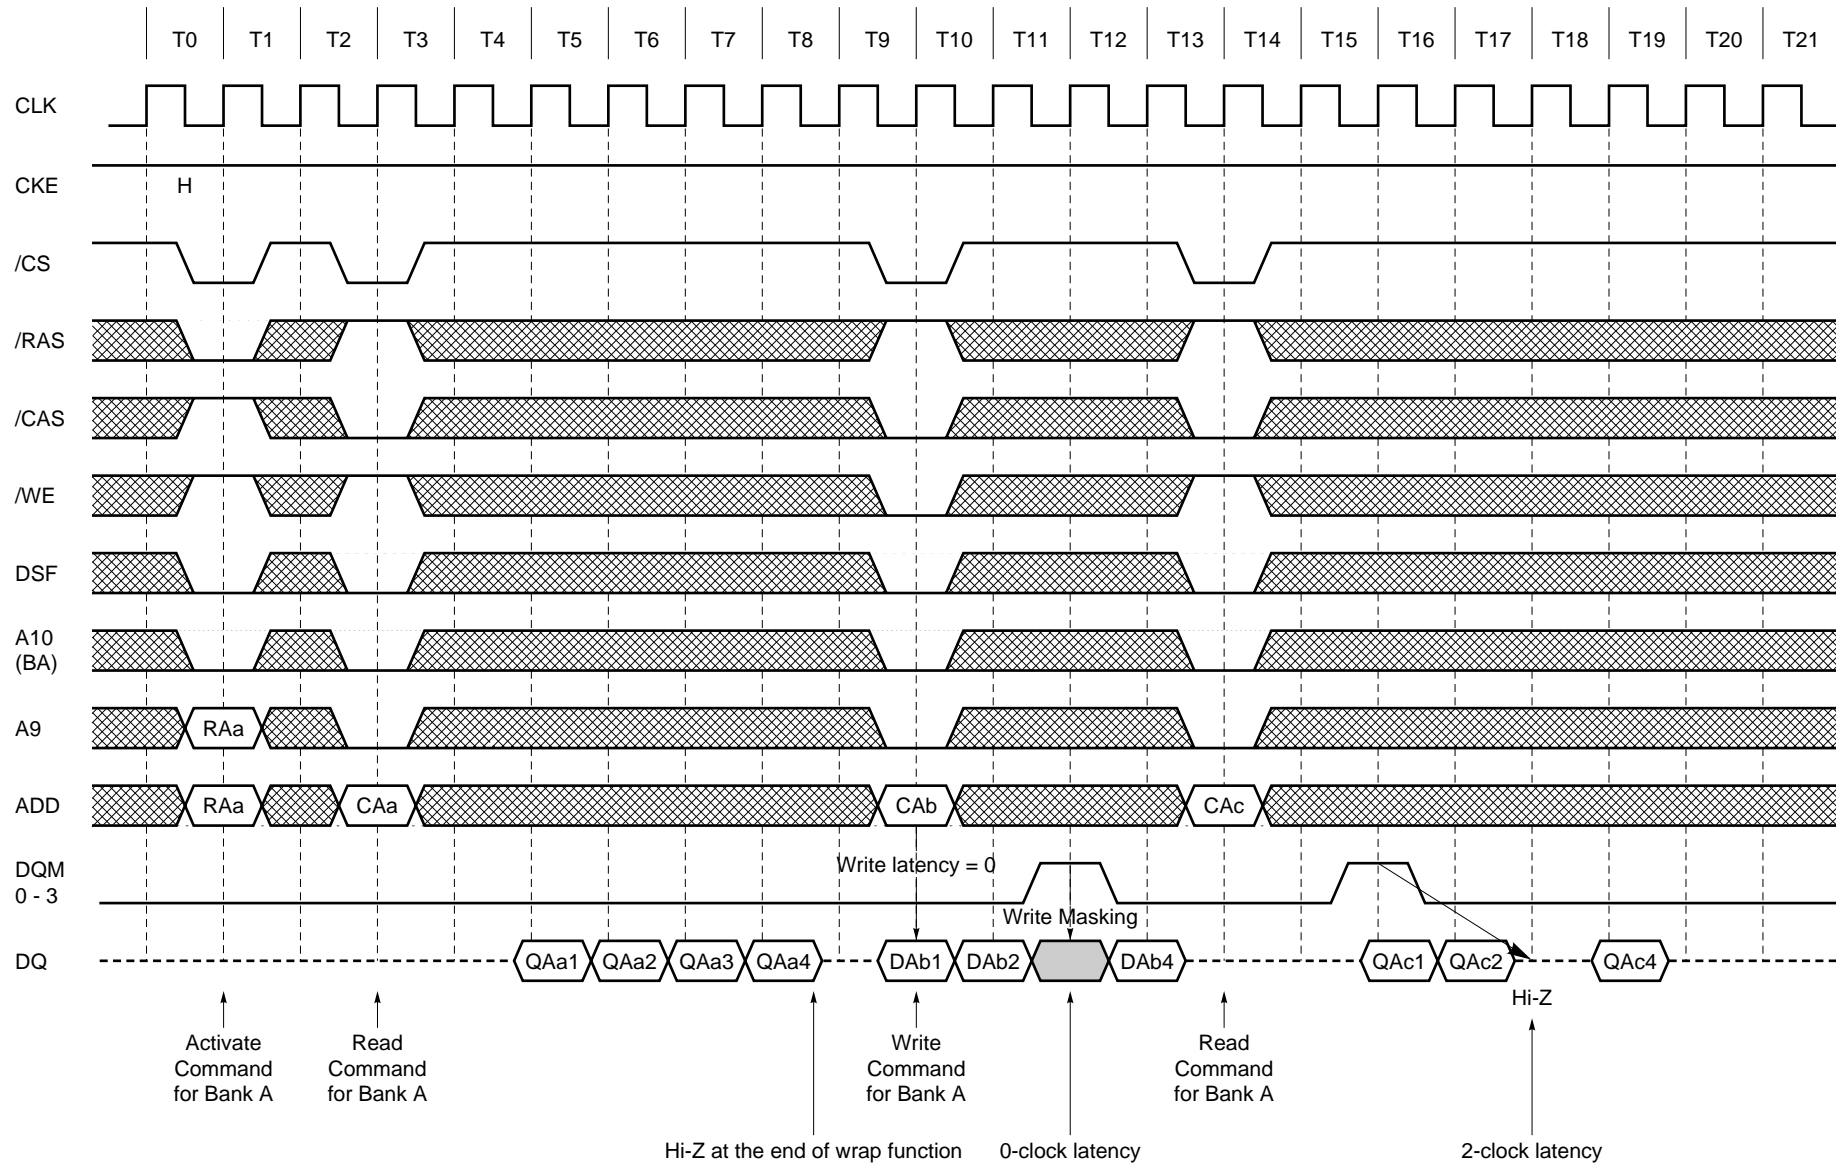 T0 T1 T2 T3 T4 T5 T6 T7 T8 T9 T10 T11 T12 T13 T14 T15 T16 T17 T18 T19 T20 T21
CLK
CKE H
/CS
/RAS
/CAS
/WE
DSF
A10
(BA)
A9 RAa
ADD RAa CAa CAb CAc
DQM
0 - 3
Write latency = 0
Write Masking
DQ QAa1 QAa2 QAa3 QAa4 DAb1 DAb2 DAb4 QAc1 QAc2 QAc4
Hi-Z
Activate
Command
for Bank A
Read
Command
for Bank A
Write
Command
for Bank A
Read
Command
for Bank A
Hi-Z at the end of wrap function
0-clock latency
2-clock latency